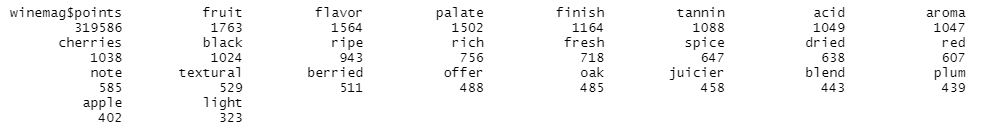 winemag$points fruit flavor palate finish tannin acid aroma
319586 1763 1564 1502 1164 1088 1049 1047
cherries black ripe rich fresh spice dried red
1038 1024 943 756 718 647 638 607
note textural berried offer oak juicier blend plum
585 529 511 488 485 458 443 439
apple light
402 323